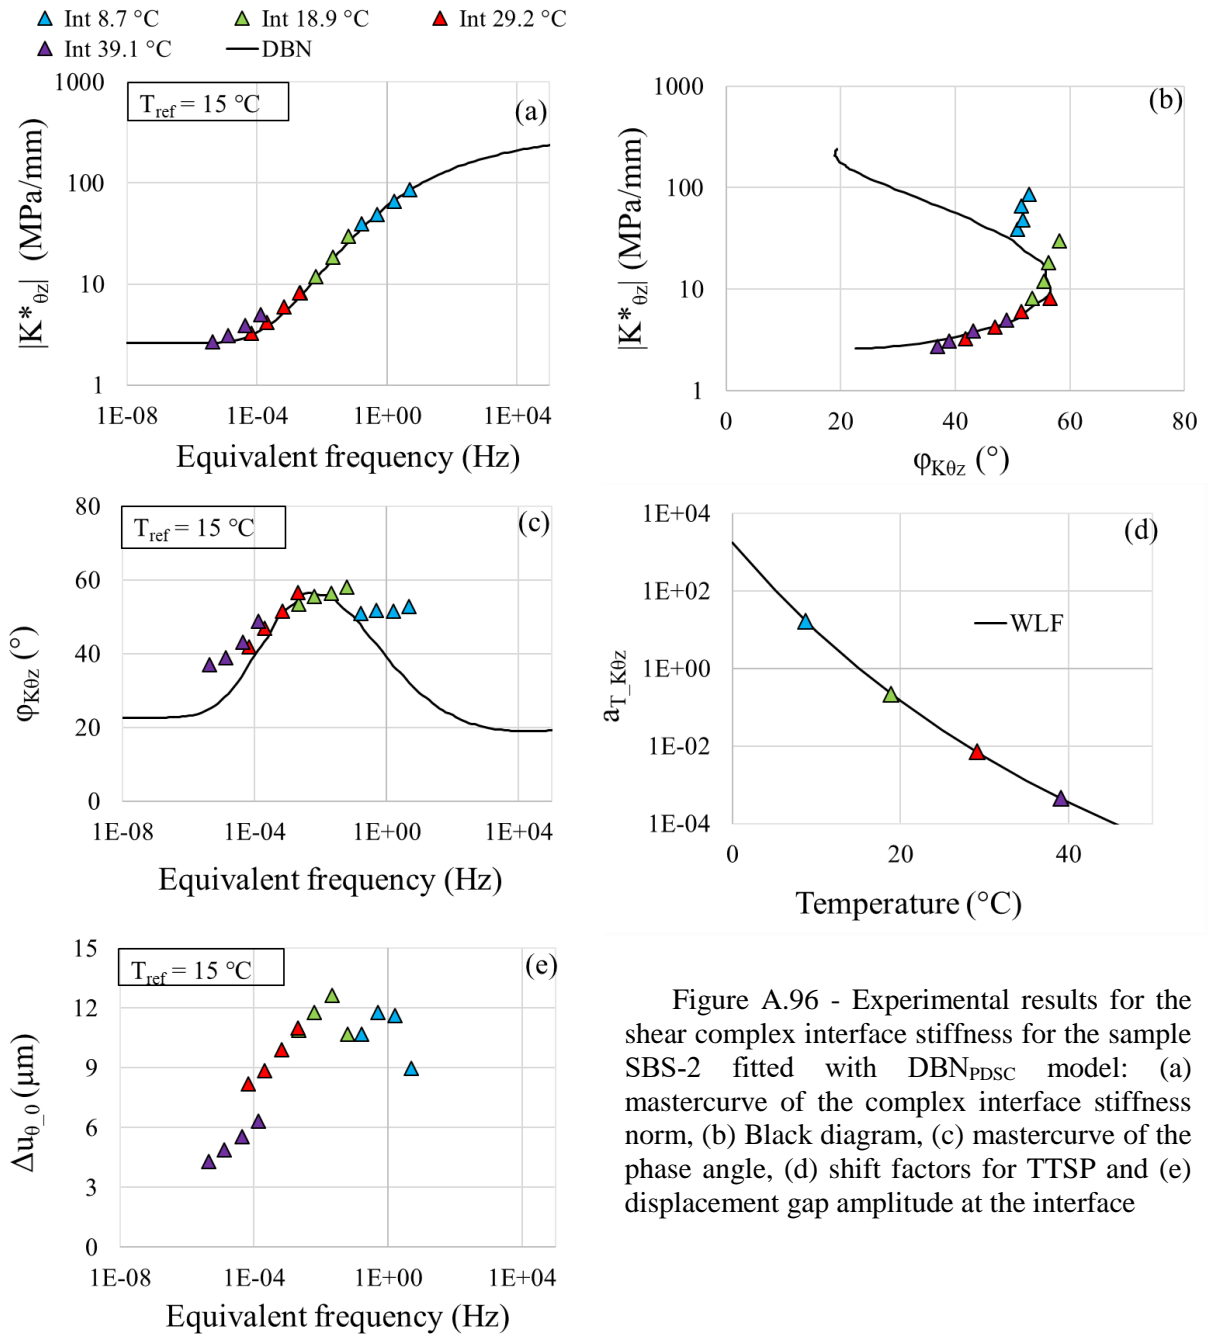 Int 8.7 °C Int 18.9 °C Int 29.2 °C
Int 39.1 °C DBN
1000
100
10
1
T_ref = 15 °C
(a)
|K*_θz| (MPa/mm)
1E-08 1E-04 1E+00 1E+04
Equivalent frequency (Hz)
1000
100
10
1
(b)
|K*_θz| (MPa/mm)
0 20 40 60 80
φ_Kθz (°)
80
60
40
20
0
T_ref = 15 °C
(c)
φ_Kθz (°)
1E-08 1E-04 1E+00 1E+04
Equivalent frequency (Hz)
1E+04
1E+02
1E+00
1E-02
1E-04
(d)
WLF
a_T_Kθz
0 20 40
Temperature (°C)
15
12
9
6
3
0
T_ref = 15 °C
(e)
Δu_θ_0 (μm)
1E-08 1E-04 1E+00 1E+04
Equivalent frequency (Hz)
Figure A.96 - Experimental results for the
shear complex interface stiffness for the sample
SBS-2 fitted with DBN_PDSC model: (a)
mastercurve of the complex interface stiffness
norm, (b) Black diagram, (c) mastercurve of the
phase angle, (d) shift factors for TTSP and (e)
displacement gap amplitude at the interface